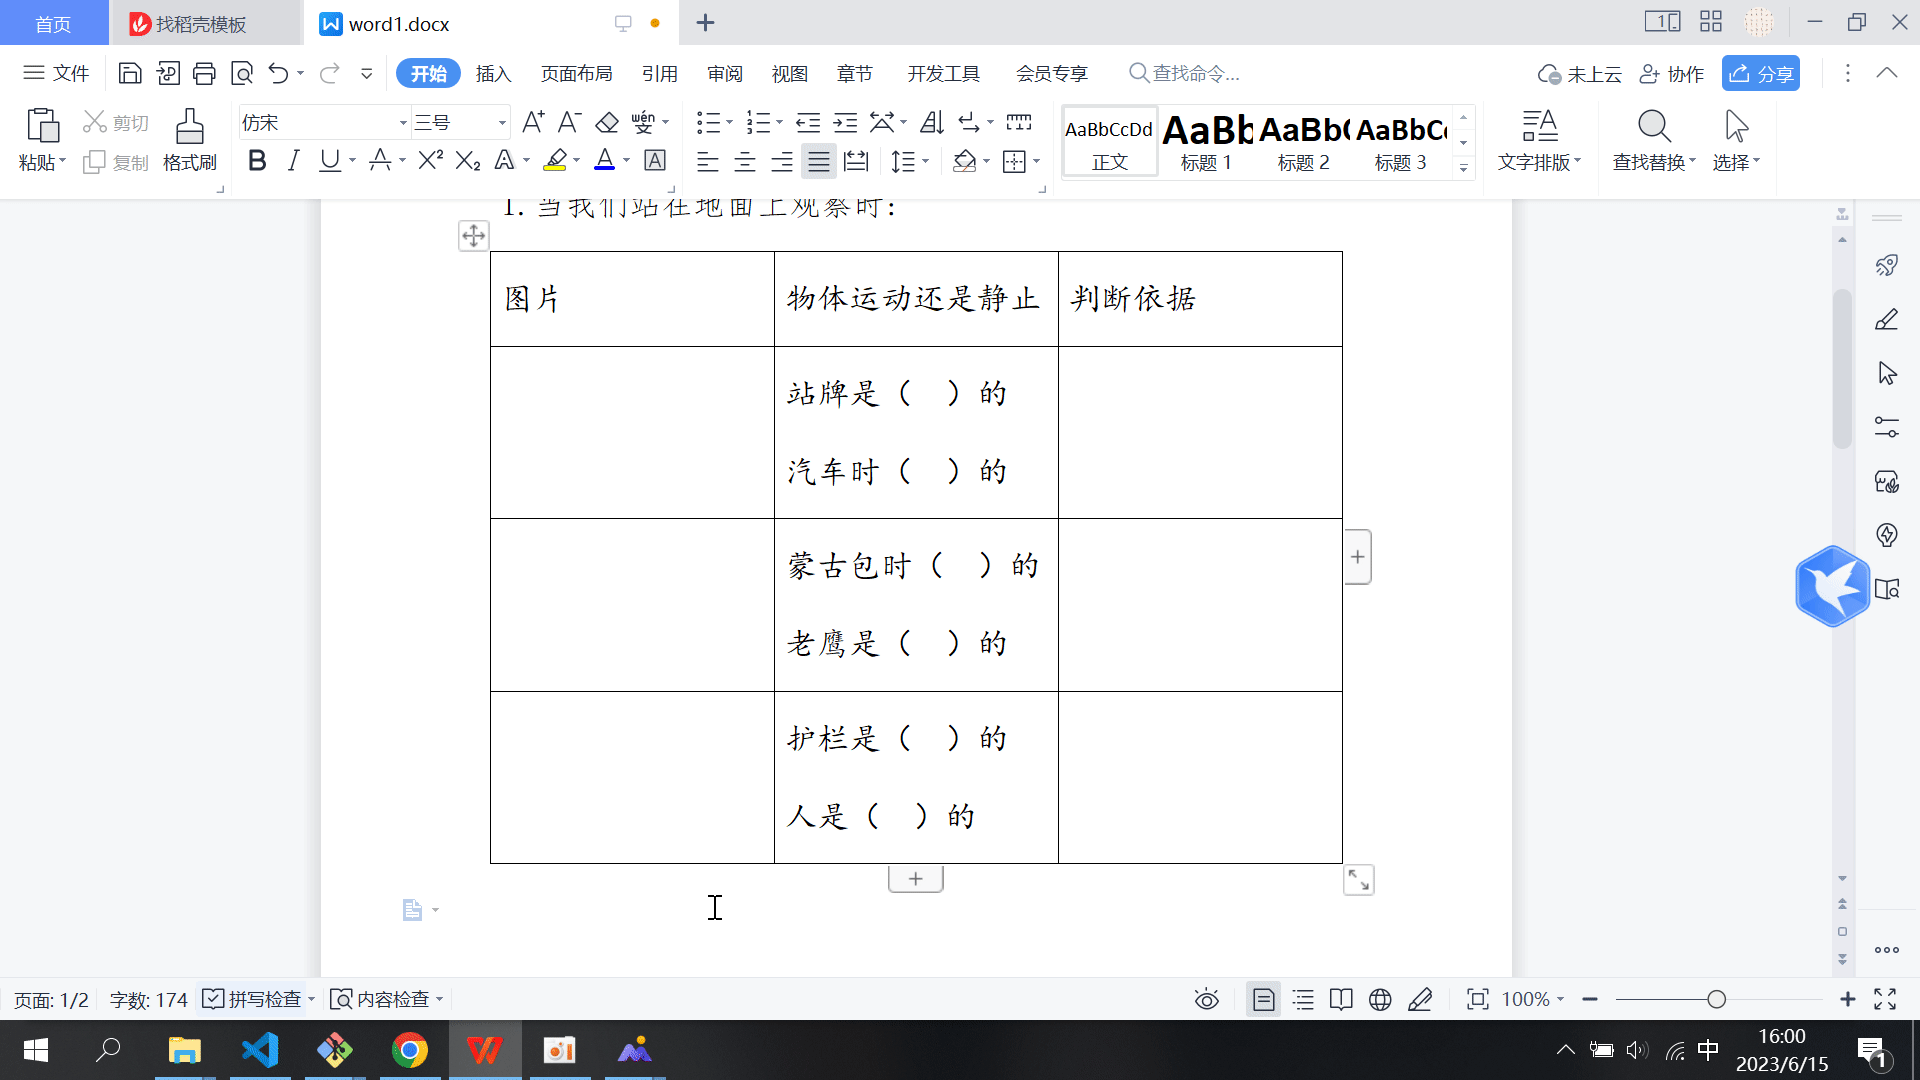 首页
找稻壳模板
word1.docx
文件
开始
插入
页面布局
引用
审阅
视图
章节
开发工具
会员专享
查找命令...
未上云
协作
分享
粘贴
剪切
复制
格式刷
仿宋
三号
AaBbCcDd
正文
AaBb
标题 1
AaBb(
标题 2
AaBbC
标题 3
文字排版
查找替换
选择
1. 当我们站在地面上观察时：
图片
物体运动还是静止
判断依据
站牌是（ ）的
汽车时（ ）的
蒙古包时（ ）的
老鹰是（ ）的
护栏是（ ）的
人是（ ）的
页面: 1/2
字数: 174
拼写检查
内容检查
100%
中
16:00
2023/6/15
1